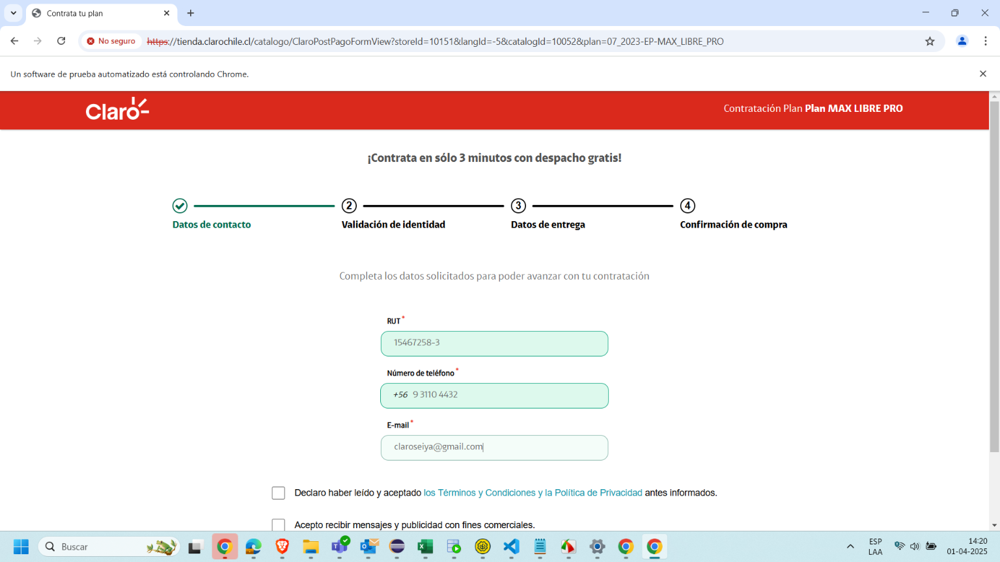 Contrata tu plan
No seguro
https://tienda.clarochile.cl/catalogo/ClaroPostPagoFormView?storeId=10151&langId=-5&catalogId=10052&plan=07_2023-EP-MAX_LIBRE_PRO
Un software de prueba automatizado está controlando Chrome.
Claro
Contratación Plan Plan MAX LIBRE PRO
¡Contrata en sólo 3 minutos con despacho gratis!
2 3 4
Datos de contacto Validación de identidad Datos de entrega Confirmación de compra
Completa los datos solicitados para poder avanzar con tu contratación
RUT*
15467258-3
Número de teléfono*
+56 9 3110 4432
E-mail*
claroseiya@gmail.com
Declaro haber leído y aceptado los Términos y Condiciones y la Política de Privacidad antes informados.
Acepto recibir mensajes y publicidad con fines comerciales.
Buscar
ESP
LAA
14:20
01-04-2025